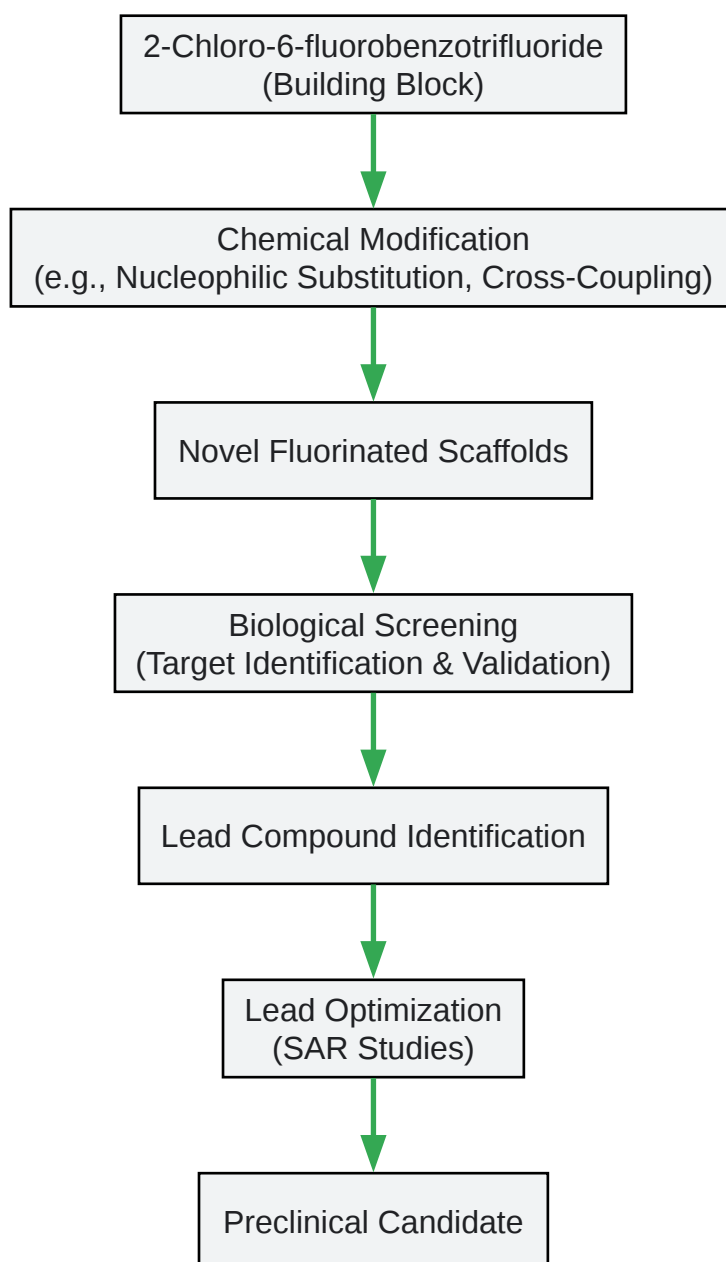 2-Chloro-6-fluorobenzotrifluoride
(Building Block)
Chemical Modification
(e.g., Nucleophilic Substitution, Cross-Coupling)
Novel Fluorinated Scaffolds
Biological Screening
(Target Identification & Validation)
Lead Compound Identification
Lead Optimization
(SAR Studies)
Preclinical Candidate